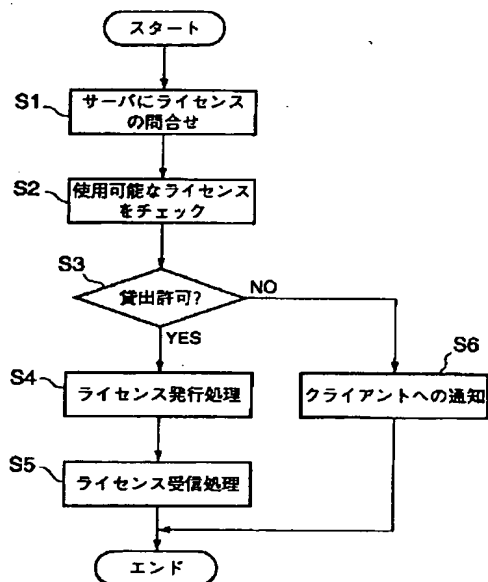 スタート
S1
サーバにライセンス
の問合せ
S2
使用可能なライセンス
をチェック
S3
貸出許可?
NO
YES
S4
ライセンス発行処理
S6
クライアントへの通知
S5
ライセンス受信処理
エンド